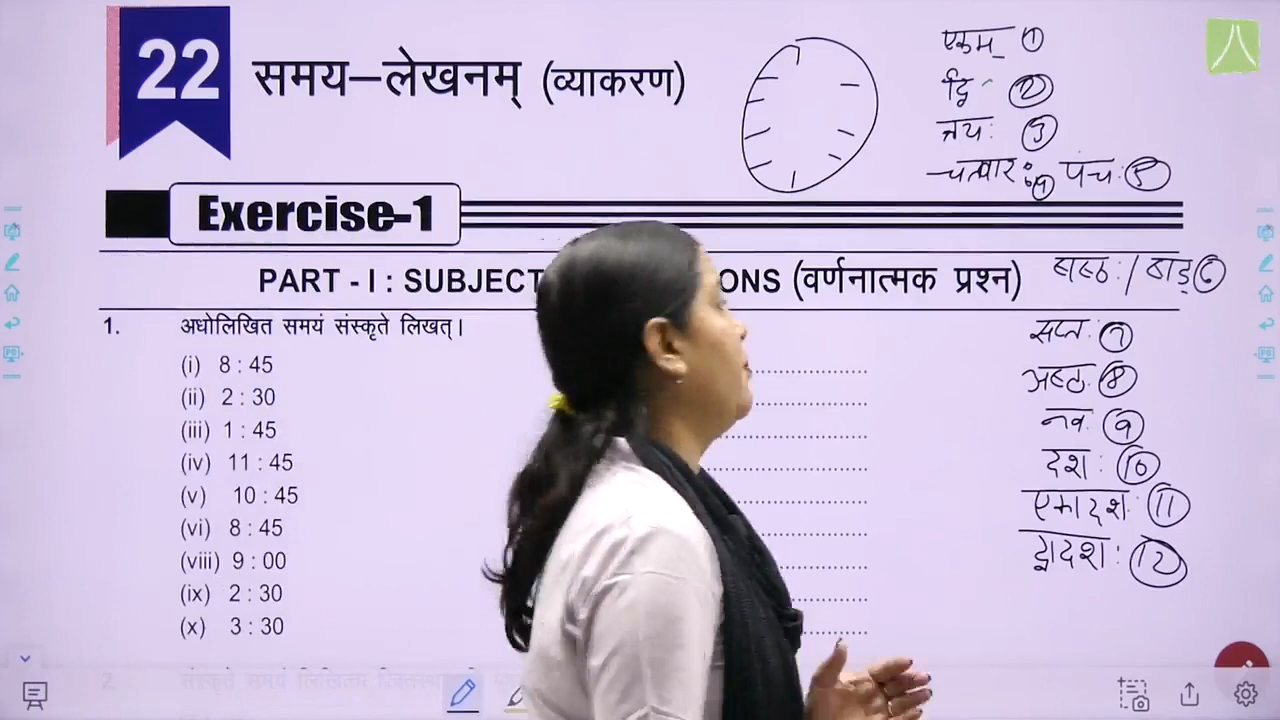 22
समय–लेखनम् (व्याकरण)
एकम् 1
द्वि 2
त्रयः 3
चत्वारः 4 पंचः 5
Exercise-1
PART - I : SUBJECT ONS (वर्णनात्मक प्रश्न)
6
1. अधोलिखित समयं संस्कृते लिखत्।
सप्तः 7
(i) 8 : 45
अष्ठः 8
(ii) 2 : 30
नवः 9
(iii) 1 : 45
दशः 10
(iv) 11 : 45
एकादशः 11
(v) 10 : 45
द्वादशः 12
(vi) 8 : 45
(viii) 9 : 00
(ix) 2 : 30
(x) 3 : 30
2. संस्कृते समयं